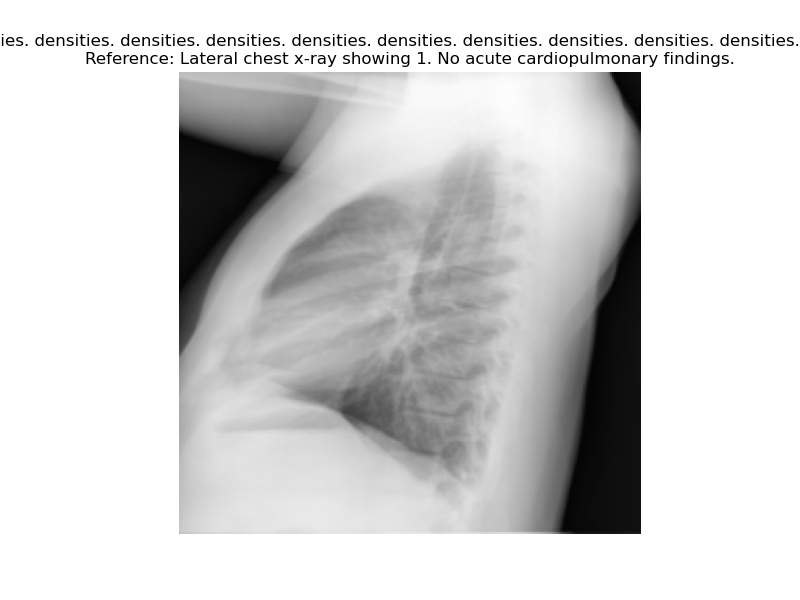 ies. densities. densities. densities. densities. densities. densities. densities. densities. densities.
Reference: Lateral chest x-ray showing 1. No acute cardiopulmonary findings.